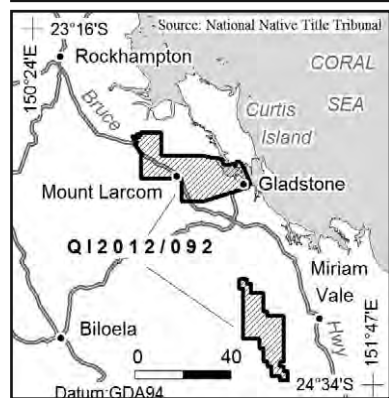 Source: National Native Title Tribunal
23°16'S
150°24'E
Rockhampton
CORAL
SEA
Bruce
Curtis
Island
Mount Larcom
Gladstone
QI2012/092
Miriam
Vale
Biloela
Hwy
151°47'E
0 40
24°34'S
Datum:GDA94